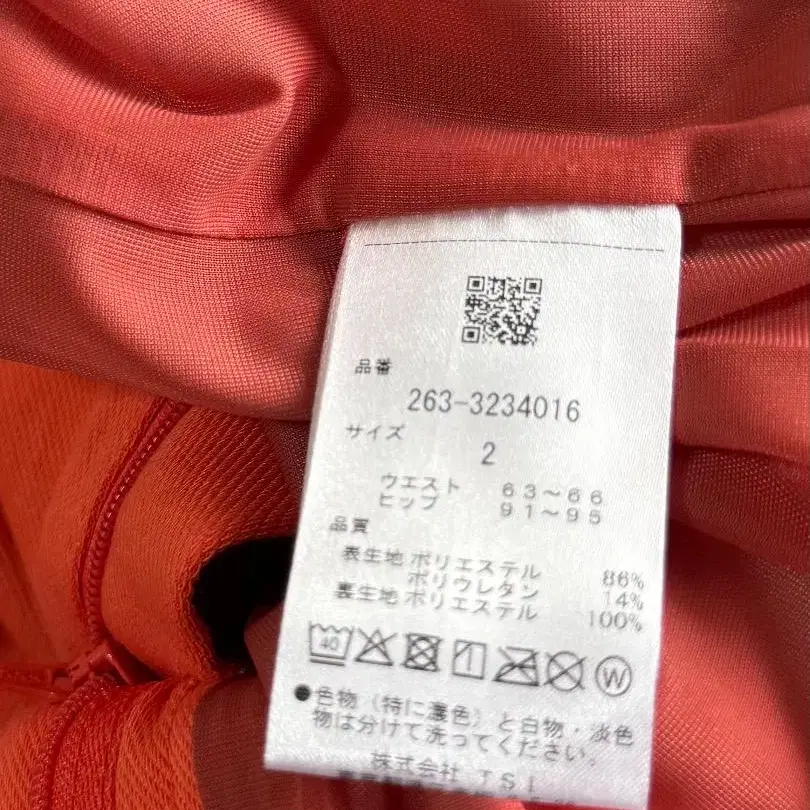 品番
263-3234016
サイズ
2
ウエスト 63～66
ヒップ 91～95
品質
表生地 ポリエステル 86%
ポリウレタン 14%
裏生地 ポリエステル 100%
40
W
●色物（特に濃色）と白物・淡色
物は分けて洗ってください。
株式会社 TSI